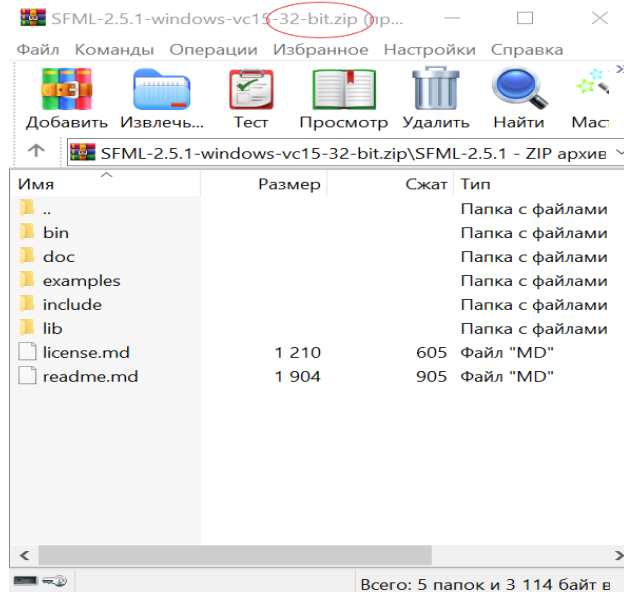 SFML-2.5.1-windows-vc15-32-bit.zip (пр...
Файл Команды Операции Избранное Настройки Справка
Добавить Извлечь... Тест Просмотр Удалить Найти Маст
SFML-2.5.1-windows-vc15-32-bit.zip\SFML-2.5.1 - ZIP архив
Имя Размер Сжат Тип
.. Папка с файлами
bin Папка с файлами
doc Папка с файлами
examples Папка с файлами
include Папка с файлами
lib Папка с файлами
license.md 1 210 605 Файл "MD"
readme.md 1 904 905 Файл "MD"
Всего: 5 папок и 3 114 байт в